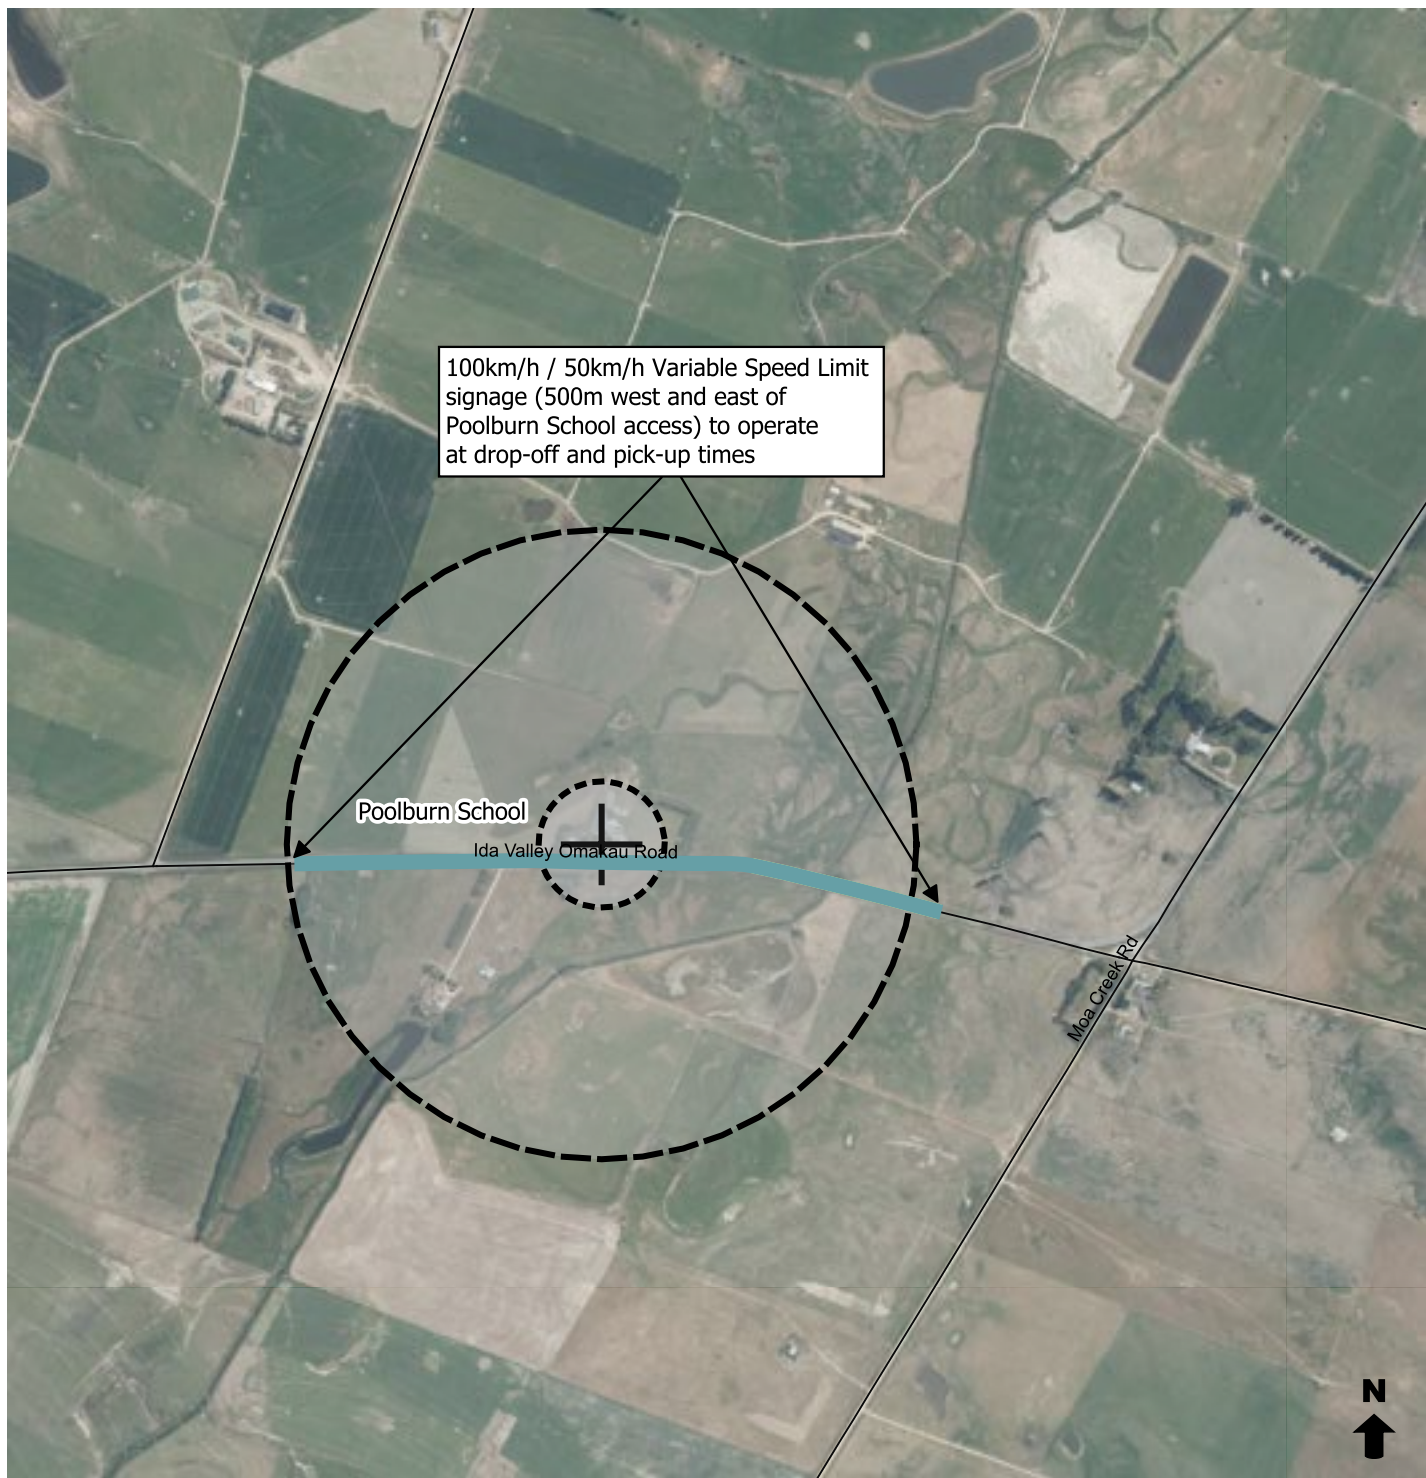 100km/h / 50km/h Variable Speed Limit
signage (500m west and east of
Poolburn School access) to operate
at drop-off and pick-up times
Poolburn School
Ida Valley Omakau Road
Moa Creek Rd
N